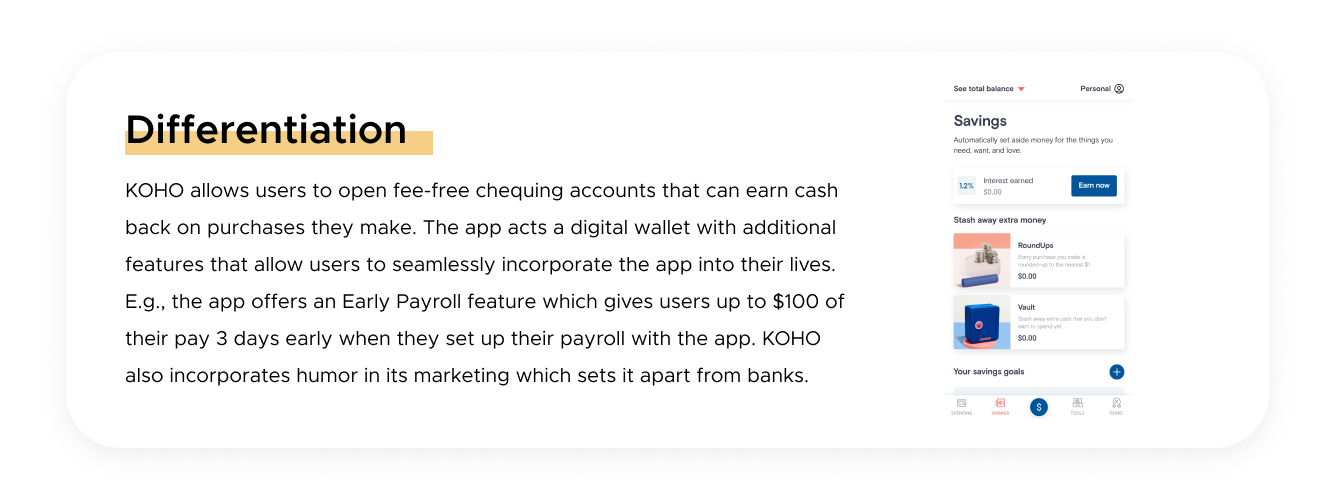 Differentiation
KOHO allows users to open fee-free chequing accounts that can earn cash
back on purchases they make. The app acts a digital wallet with additional
features that allow users to seamlessly incorporate the app into their lives.
E.g., the app offers an Early Payroll feature which gives users up to $100 of
their pay 3 days early when they set up their payroll with the app. KOHO
also incorporates humor in its marketing which sets it apart from banks.
See total balance
Personal
Savings
Automatically set aside money for the things you
need, want, and love.
1.2%
Interest earned
$0.00
Earn now
Stash away extra money
RoundUps
Every purchase you make is
rounded-up to the nearest $1
$0.00
Vault
Stash away extra cash that you don't
want to spend yet.
$0.00
Your savings goals
SPENDING
SAVINGS
$
TOOLS
PERKS